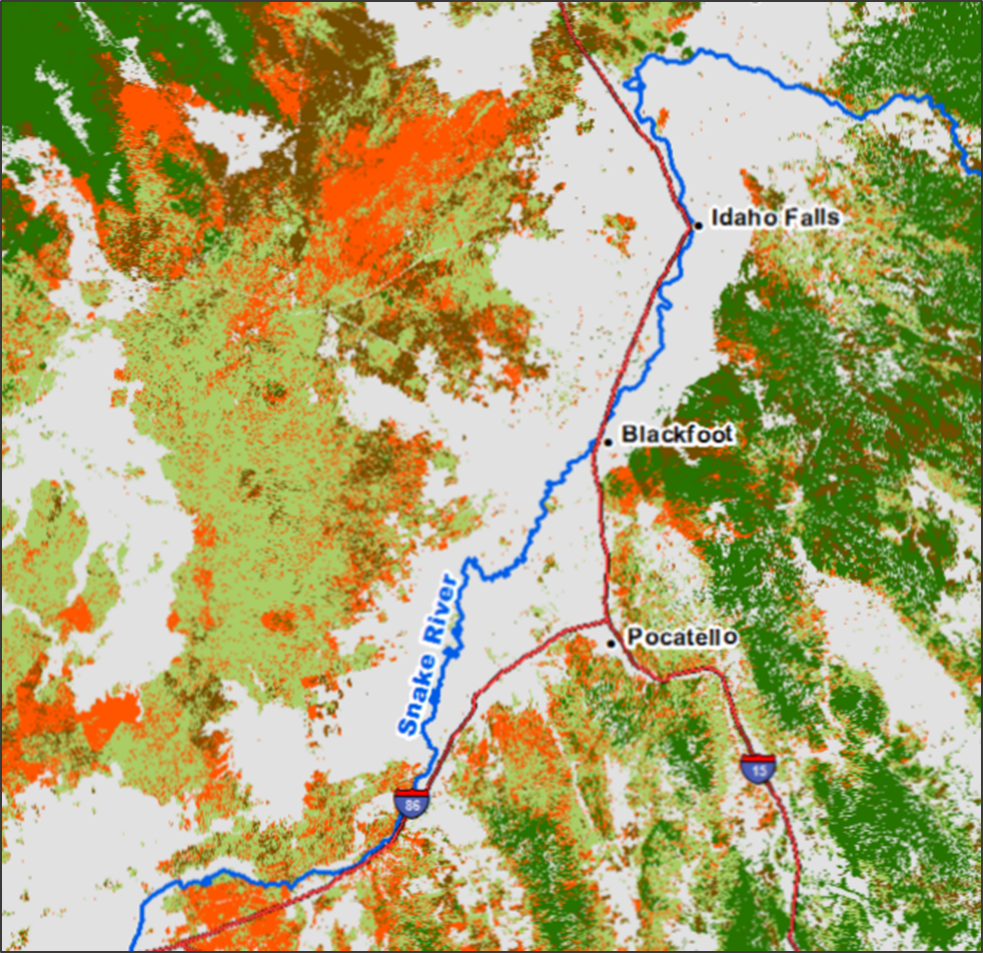 Idaho Falls
Blackfoot
Snake River
Pocatello
15
86